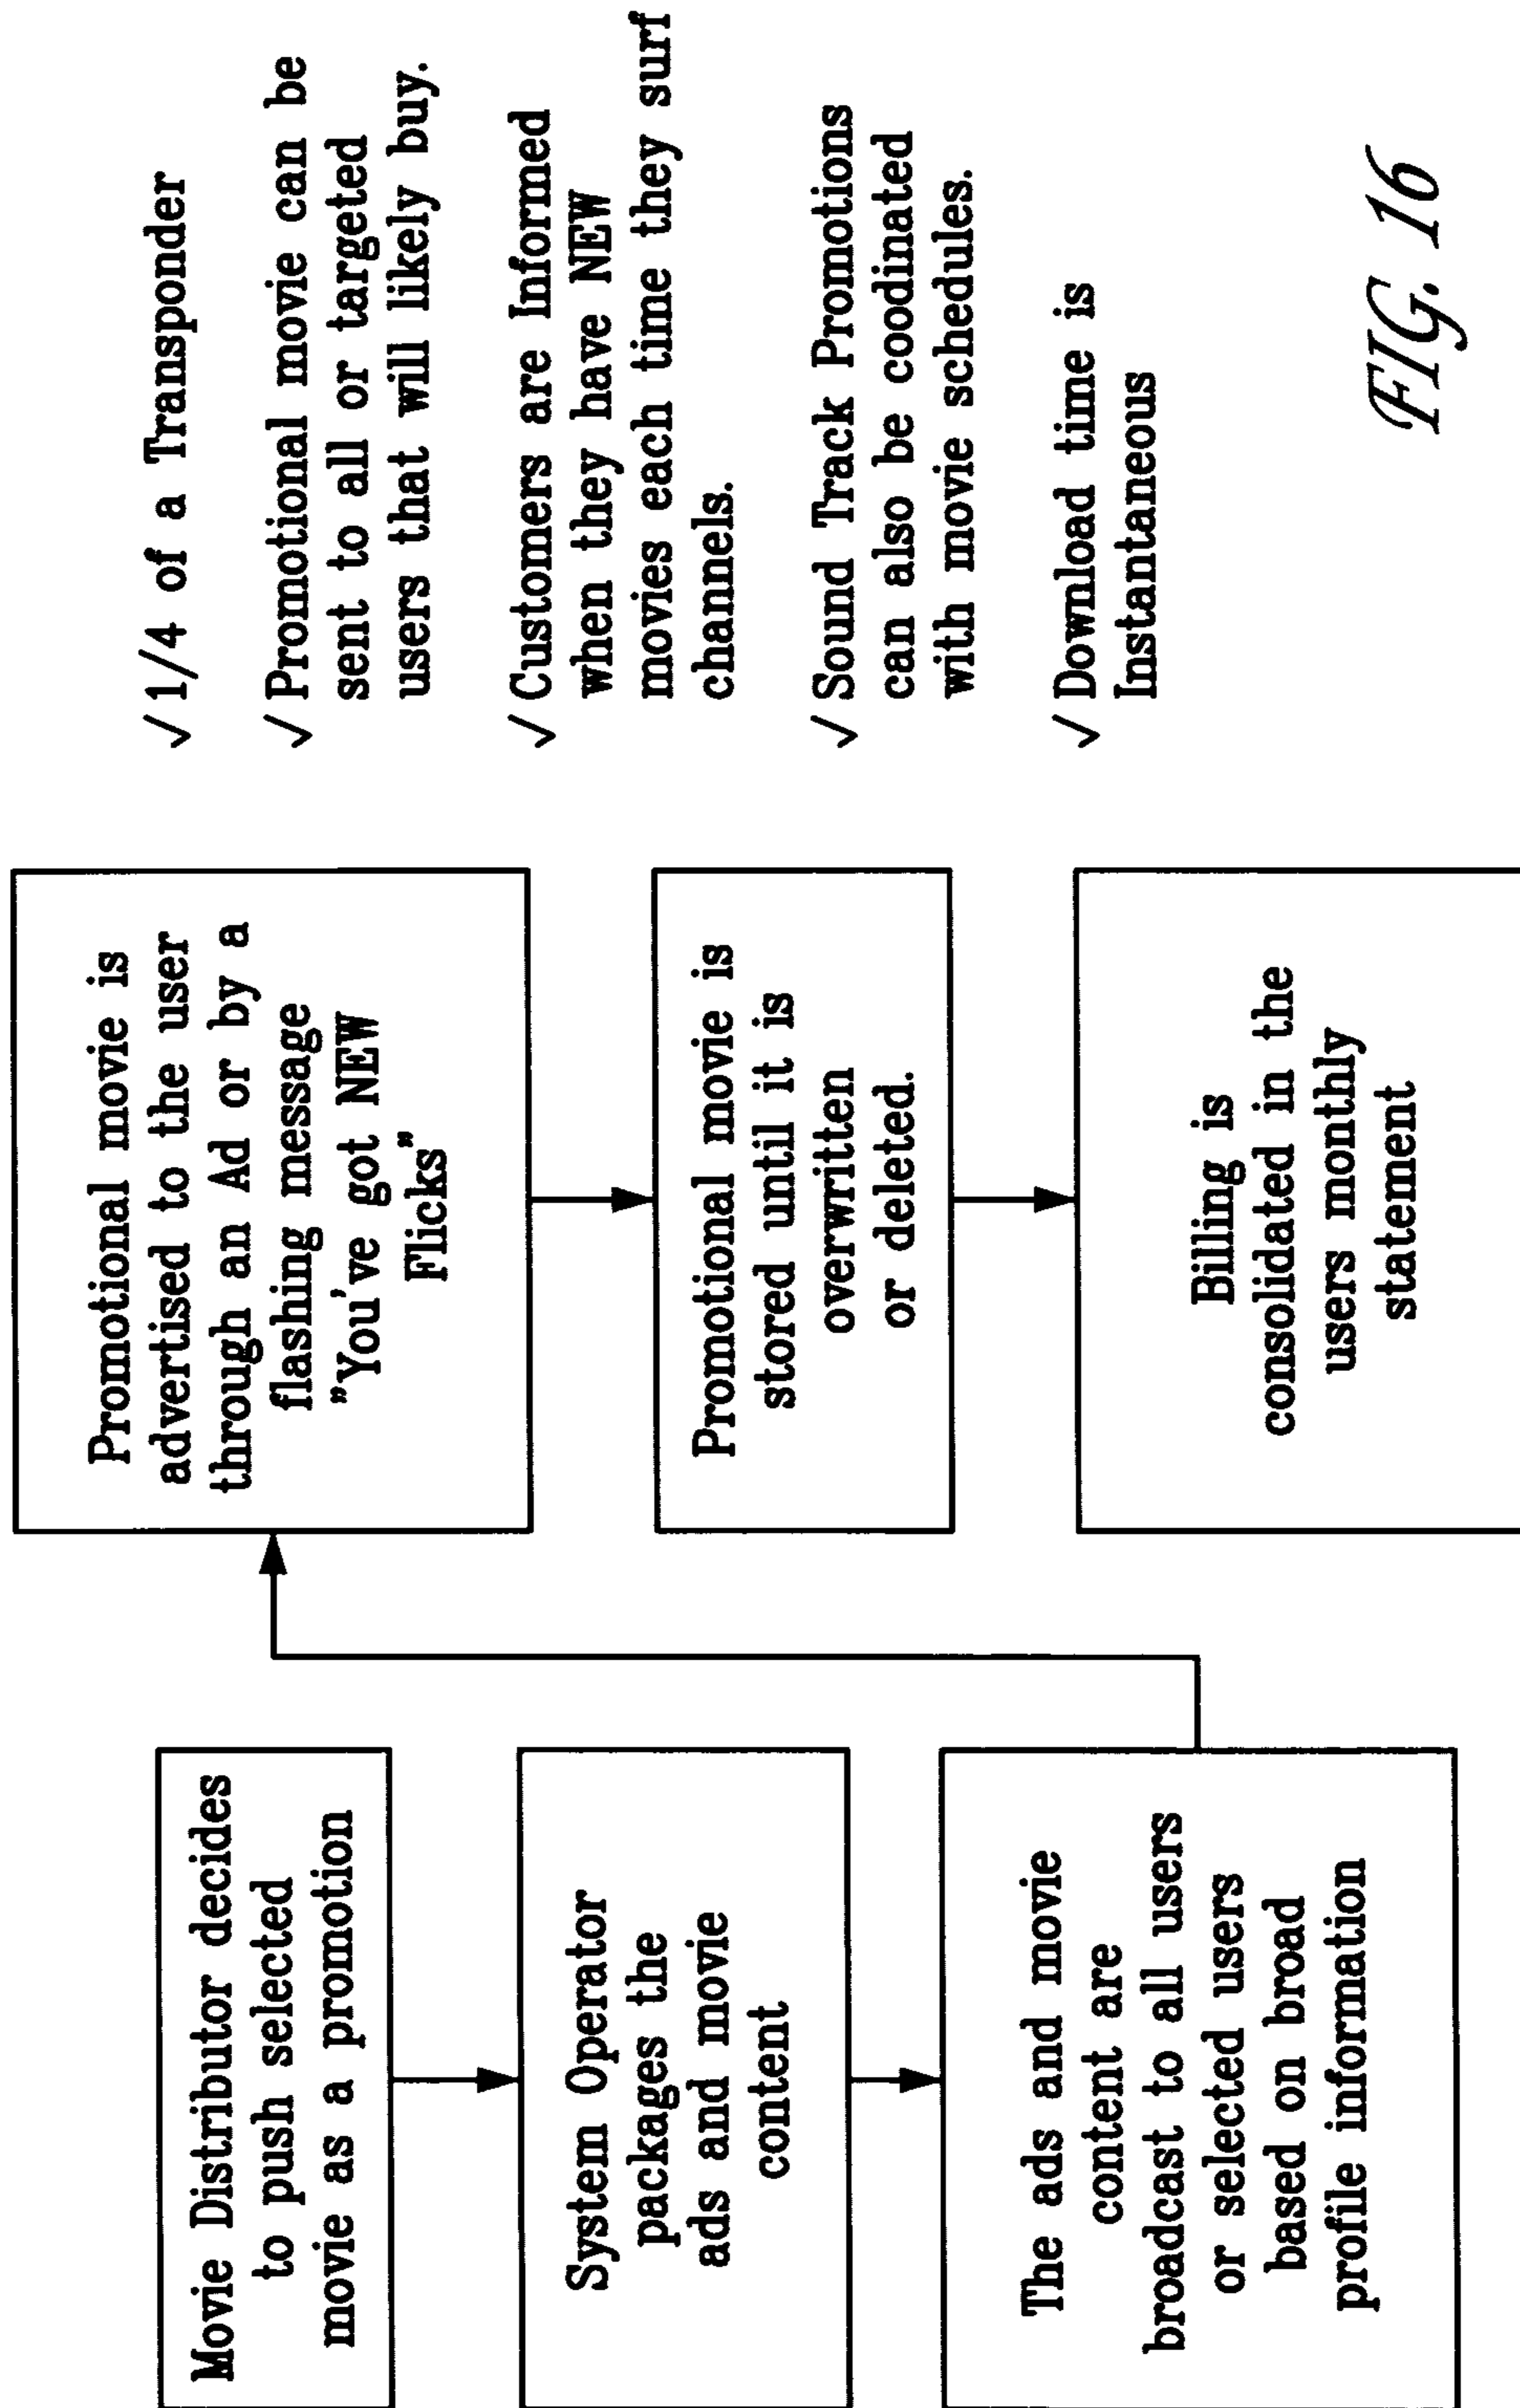 Movie Distributor decides
to push selected
movie as a promotion
System Operator
packages the
ads and movie
content
The ads and movie
content are
broadcast to all users
or selected users
based on broad
profile information
Promotional movie is
advertised to the user
through an Ad or by a
flashing message
"You've got NEW
Flicks"
Promotional movie is
stored until it is
overwritten
or deleted.
Billing is
consolidated in the
users monthly
statement
√ 1/4 of a Transponder
√ Promotional movie can be
sent to all or targeted
users that will likely buy.
√ Customers are Informed
when they have NEW
movies each time they surf
channels.
√ Sound Track Promotions
can also be coodinated
with movie schedules.
√ Download time is
Instantaneous
FIG. 16